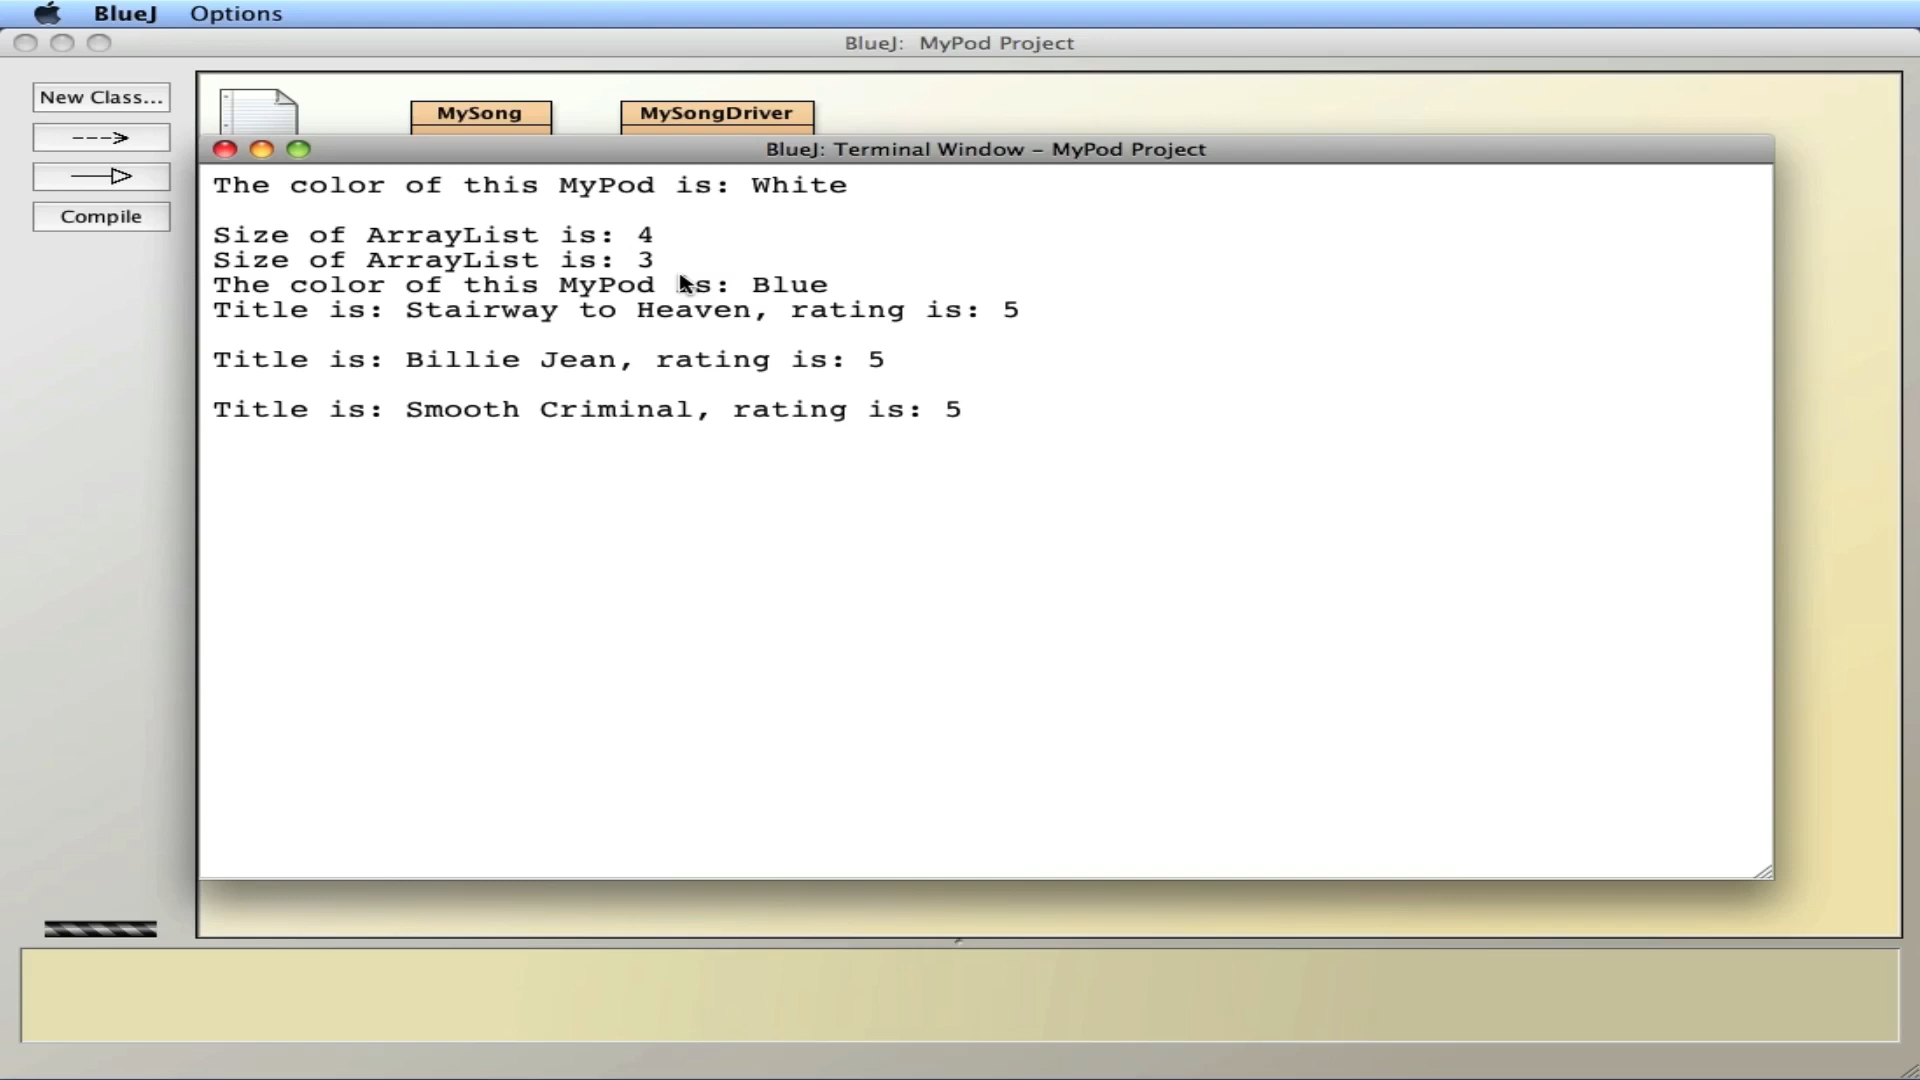 BlueJ Options
BlueJ: MyPod Project
New Class...
Compile
MySong
MySongDriver
BlueJ: Terminal Window – MyPod Project
The color of this MyPod is: White
Size of ArrayList is: 4
Size of ArrayList is: 3
The color of this MyPod is: Blue
Title is: Stairway to Heaven, rating is: 5
Title is: Billie Jean, rating is: 5
Title is: Smooth Criminal, rating is: 5